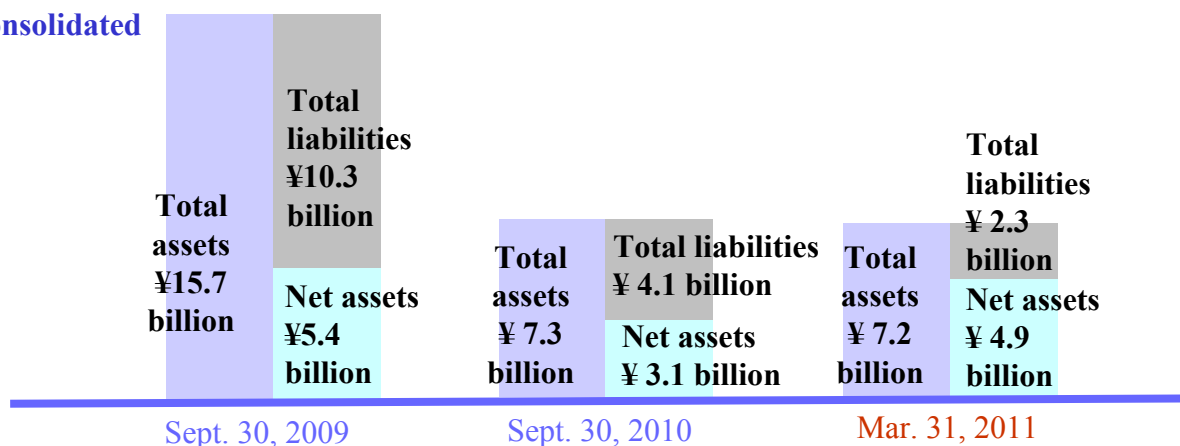 nsolidated
Total
assets
¥15.7
billion
Total
liabilities
¥10.3
billion
Net assets
¥5.4
billion
Total
assets
¥ 7.3
billion
Total liabilities
¥ 4.1 billion
Net assets
¥ 3.1 billion
Total
assets
¥ 7.2
billion
Total
liabilities
¥ 2.3
billion
Net assets
¥ 4.9
billion
Sept. 30, 2009
Sept. 30, 2010
Mar. 31, 2011